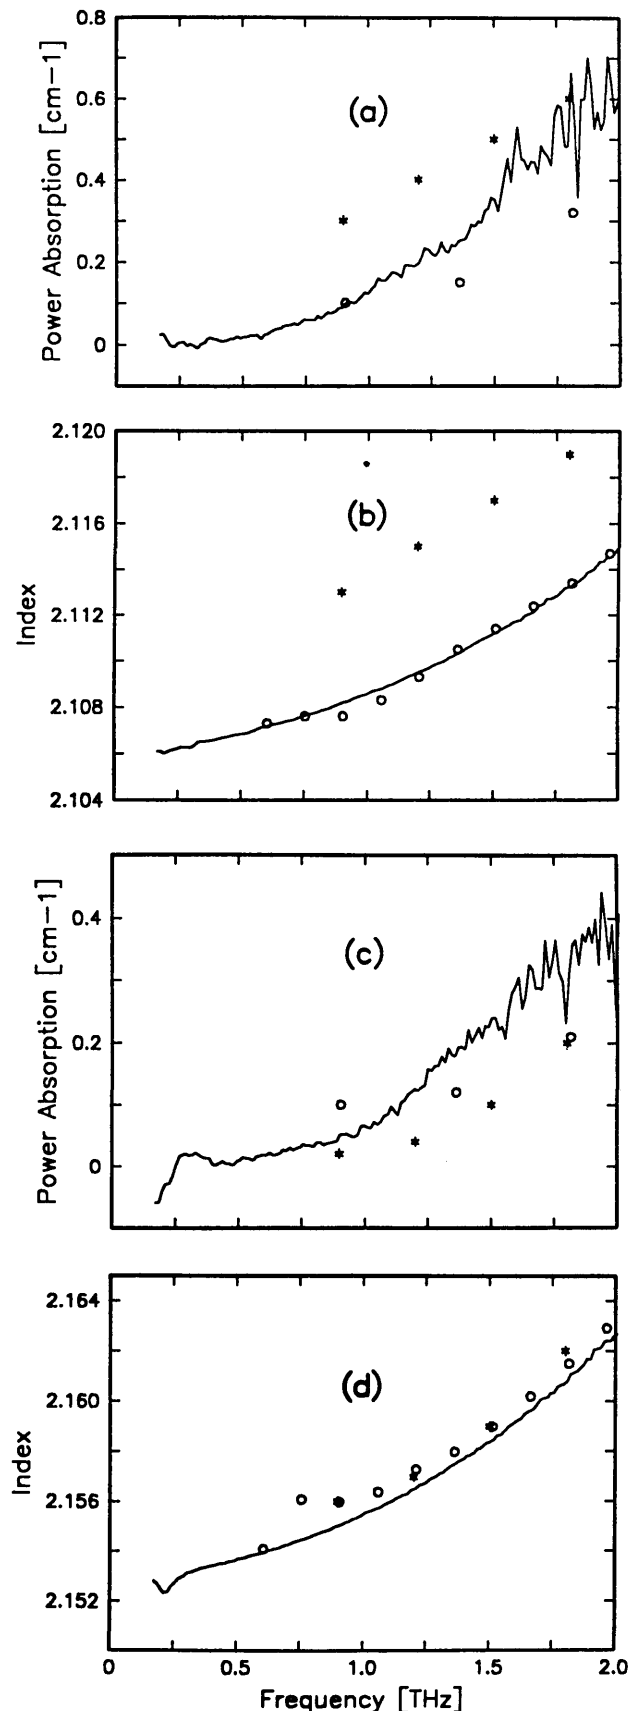 0.8
0.6
0.4
0.2
0
Power Absorption [cm−1]
(a)
2.120
2.116
2.112
2.108
2.104
Index
(b)
0.4
0.2
0
Power Absorption [cm−1]
(c)
2.164
2.160
2.156
2.152
Index
(d)
0 0.5 1.0 1.5 2.0
Frequency [THz]